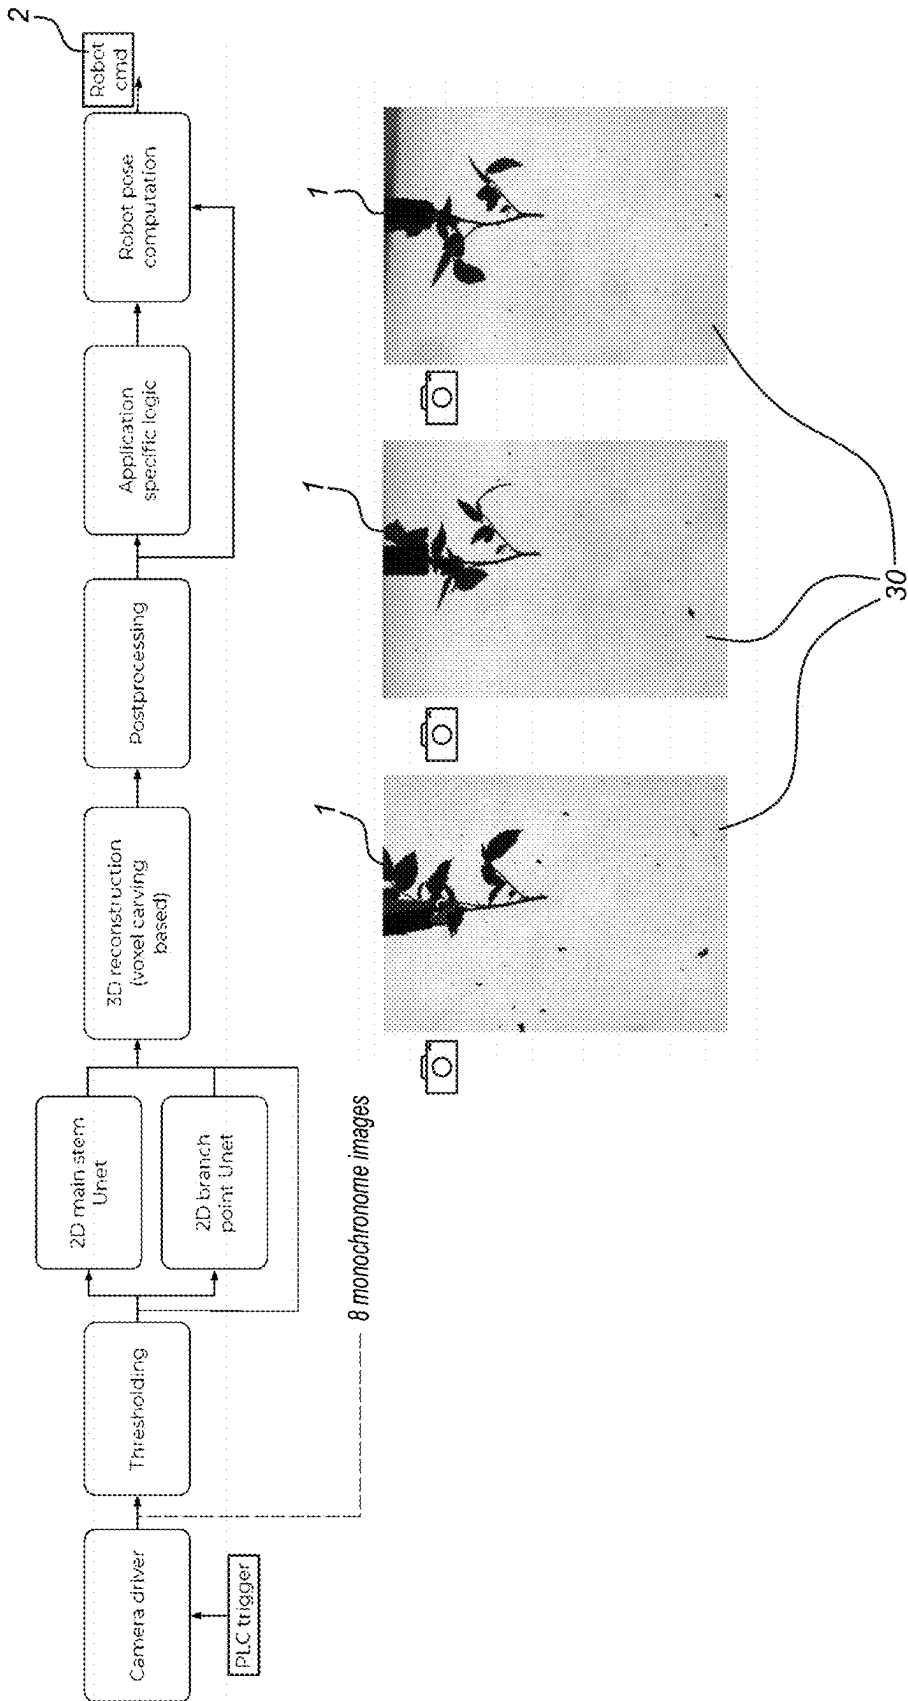 Camera driver
PLC trigger
Thresholding
8 monochronome images
2D main stem
Unet
2D branch
point Unet
3D reconstruction
(voxel carving
based)
Postprocessing
Application
specific logic
Robot pose
computation
Robot
cmd
2
1
1
1
30